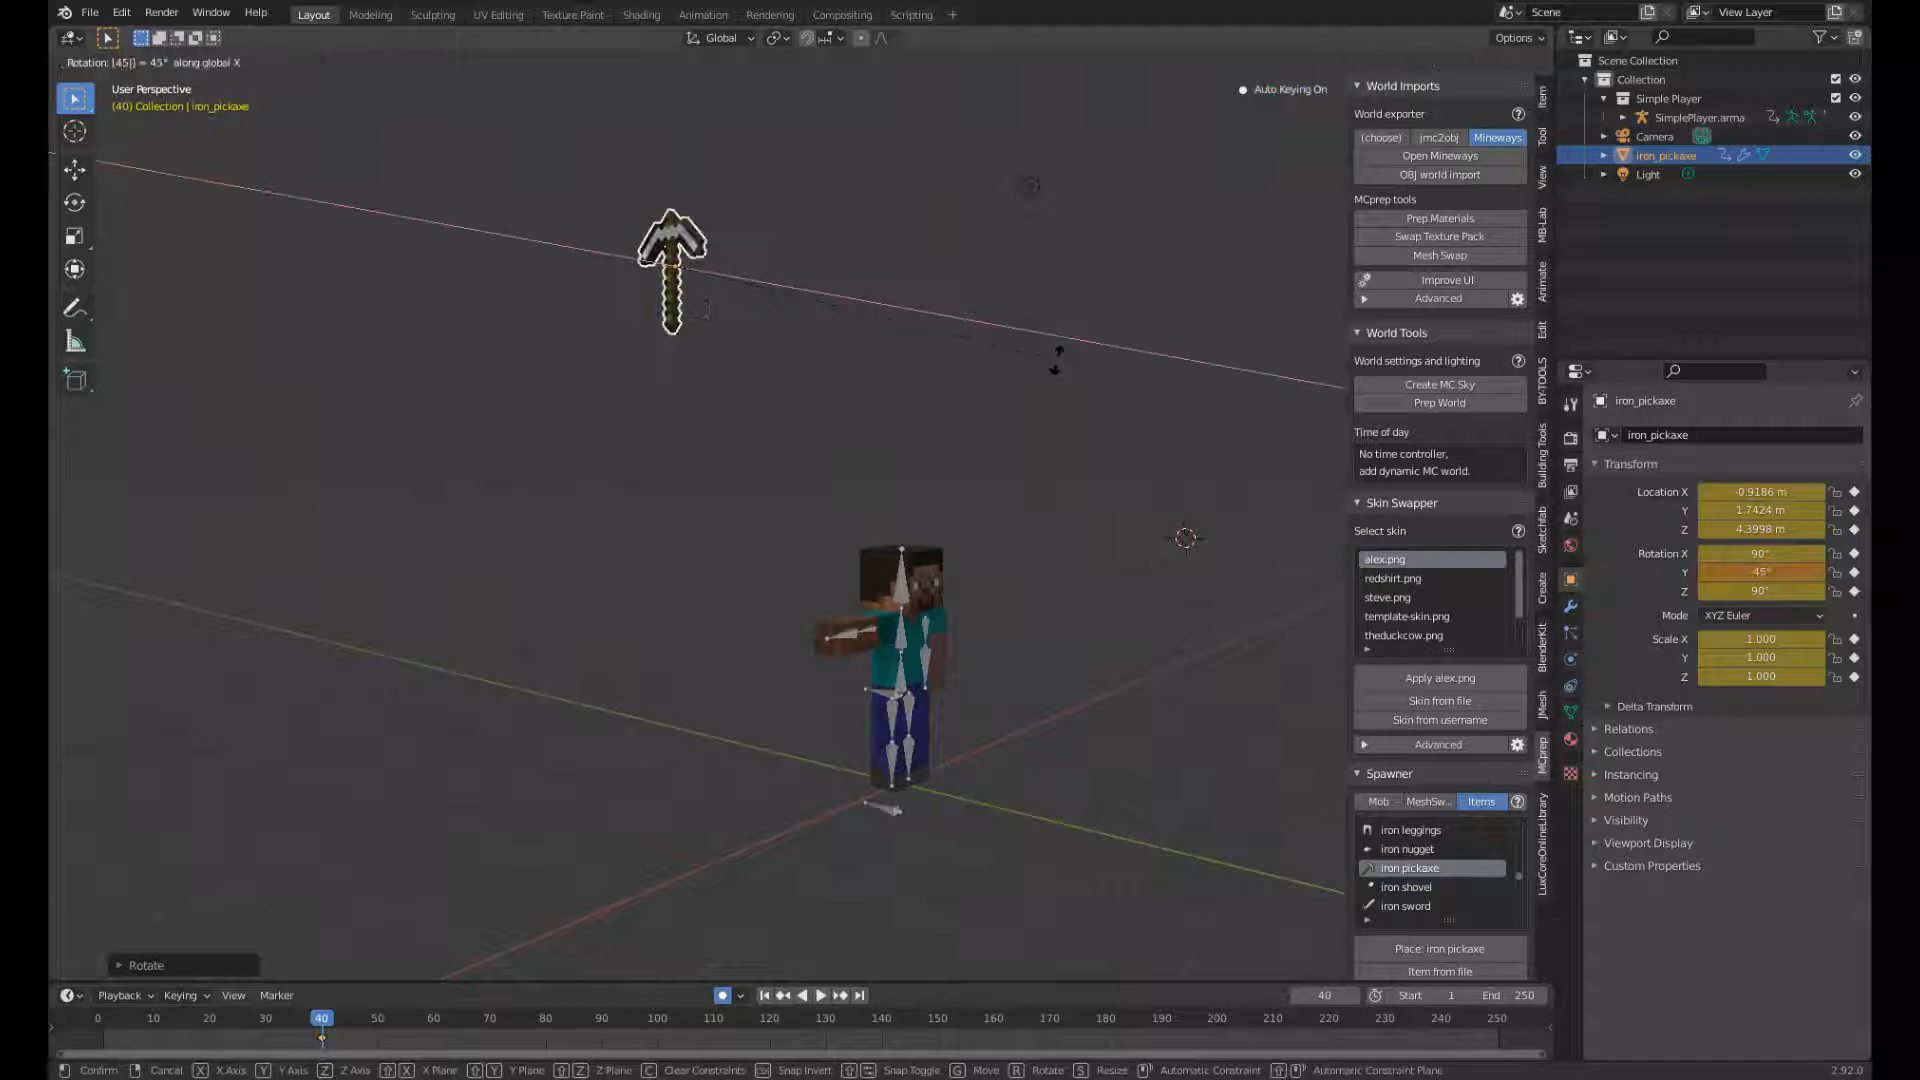 File Edit Render Window Help Layout Modeling Sculpting UV Editing Texture Paint Shading Animation Rendering Compositing Scripting + Scene View Layer
Global Options
Rotation: [45|] = 45° along global X
User Perspective
(40) Collection | iron_pickaxe
Auto Keying On
World Imports
World exporter
(choose) jmc2obj Mineways
Open Mineways
OBJ world import
MCprep tools
Prep Materials
Swap Texture Pack
Mesh Swap
Improve UI
Advanced
World Tools
World settings and lighting
Create MC Sky
Prep World
Time of day
No time controller,
add dynamic MC world.
Skin Swapper
Select skin
alex.png
redshirt.png
steve.png
template-skin.png
theduckcow.png
Apply alex.png
Skin from file
Skin from username
Advanced
Spawner
Mob MeshSw... Items
iron leggings
iron nugget
iron pickaxe
iron shovel
iron sword
Place: iron pickaxe
Item from file
Item
Tool
View
MB-Lab
Animate
Edit
BY-TOOLS
Building Tools
Sketchfab
Create
BlenderKit
JMesh
MCprep
LuxCoreOnlineLibrary
Scene Collection
Collection
Simple Player
SimplePlayer.arma
Camera
iron_pickaxe
Light
iron_pickaxe
iron_pickaxe
Transform
Location X -0.9186 m
Y 1.7424 m
Z 4.3998 m
Rotation X 90°
Y 45°
Z 90°
Mode XYZ Euler
Scale X 1.000
Y 1.000
Z 1.000
Delta Transform
Relations
Collections
Instancing
Motion Paths
Visibility
Viewport Display
Custom Properties
Rotate
Playback Keying View Marker 40 Start 1 End 250
0 10 20 30 40 50 60 70 80 90 100 110 120 130 140 150 160 170 180 190 200 210 220 230 240 250
Confirm Cancel X X Axis Y Y Axis Z Z Axis X X Plane Y Y Plane Z Z Plane C Clear Constraints Snap Invert Snap Toggle G Move R Rotate S Resize Automatic Constraint Automatic Constraint Plane 2.92.0